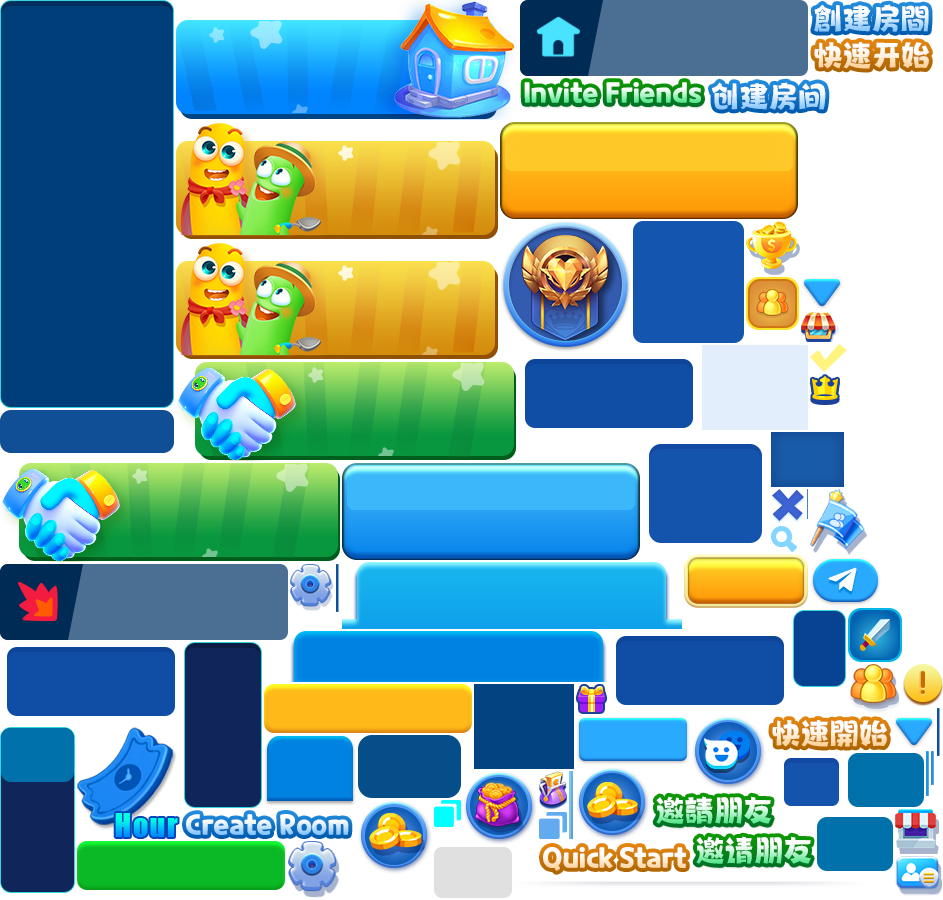 創建房間
快速开始
Invite Friends
创建房间
快速開始
邀請朋友
Hour
Create Room
邀请朋友
Quick Start